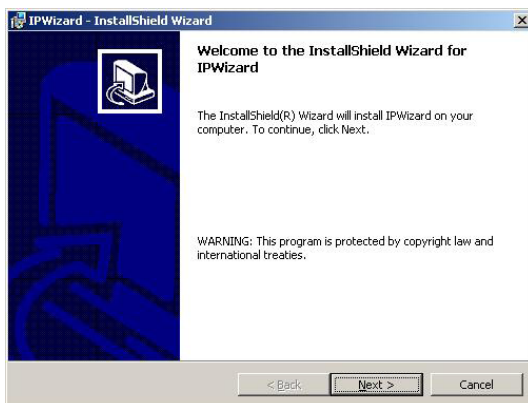 IPWizard - InstallShield Wizard
Welcome to the InstallShield Wizard for
IPWizard
The InstallShield(R) Wizard will install IPWizard on your
computer. To continue, click Next.
WARNING: This program is protected by copyright law and
international treaties.
< Back
Next >
Cancel